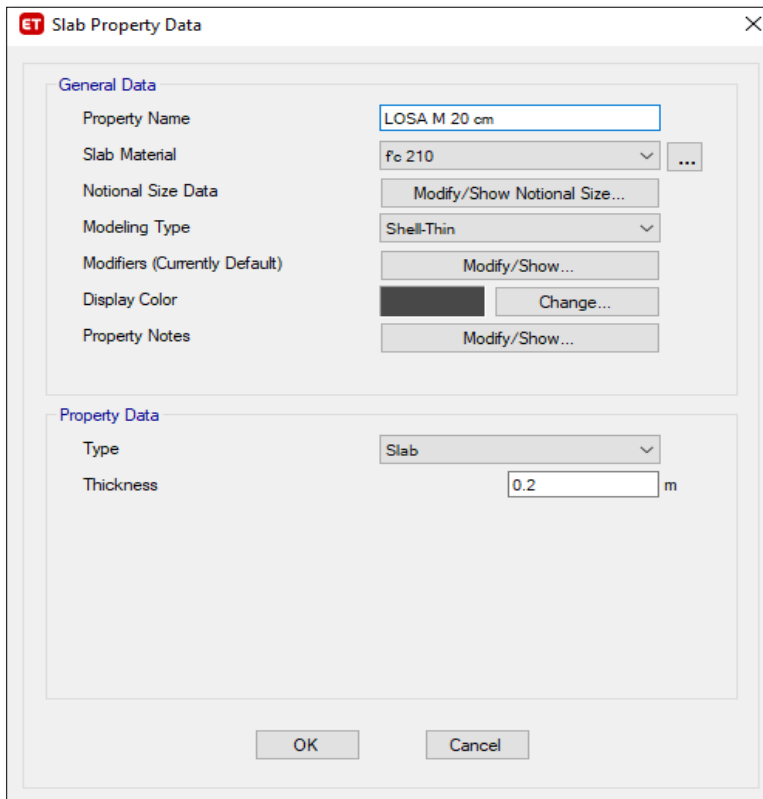 ET Slab Property Data
General Data
Property Name LOSA M 20 cm
Slab Material f'c 210 ...
Notional Size Data Modify/Show Notional Size...
Modeling Type Shell-Thin
Modifiers (Currently Default) Modify/Show...
Display Color Change...
Property Notes Modify/Show...
Property Data
Type Slab
Thickness 0.2 m
OK Cancel